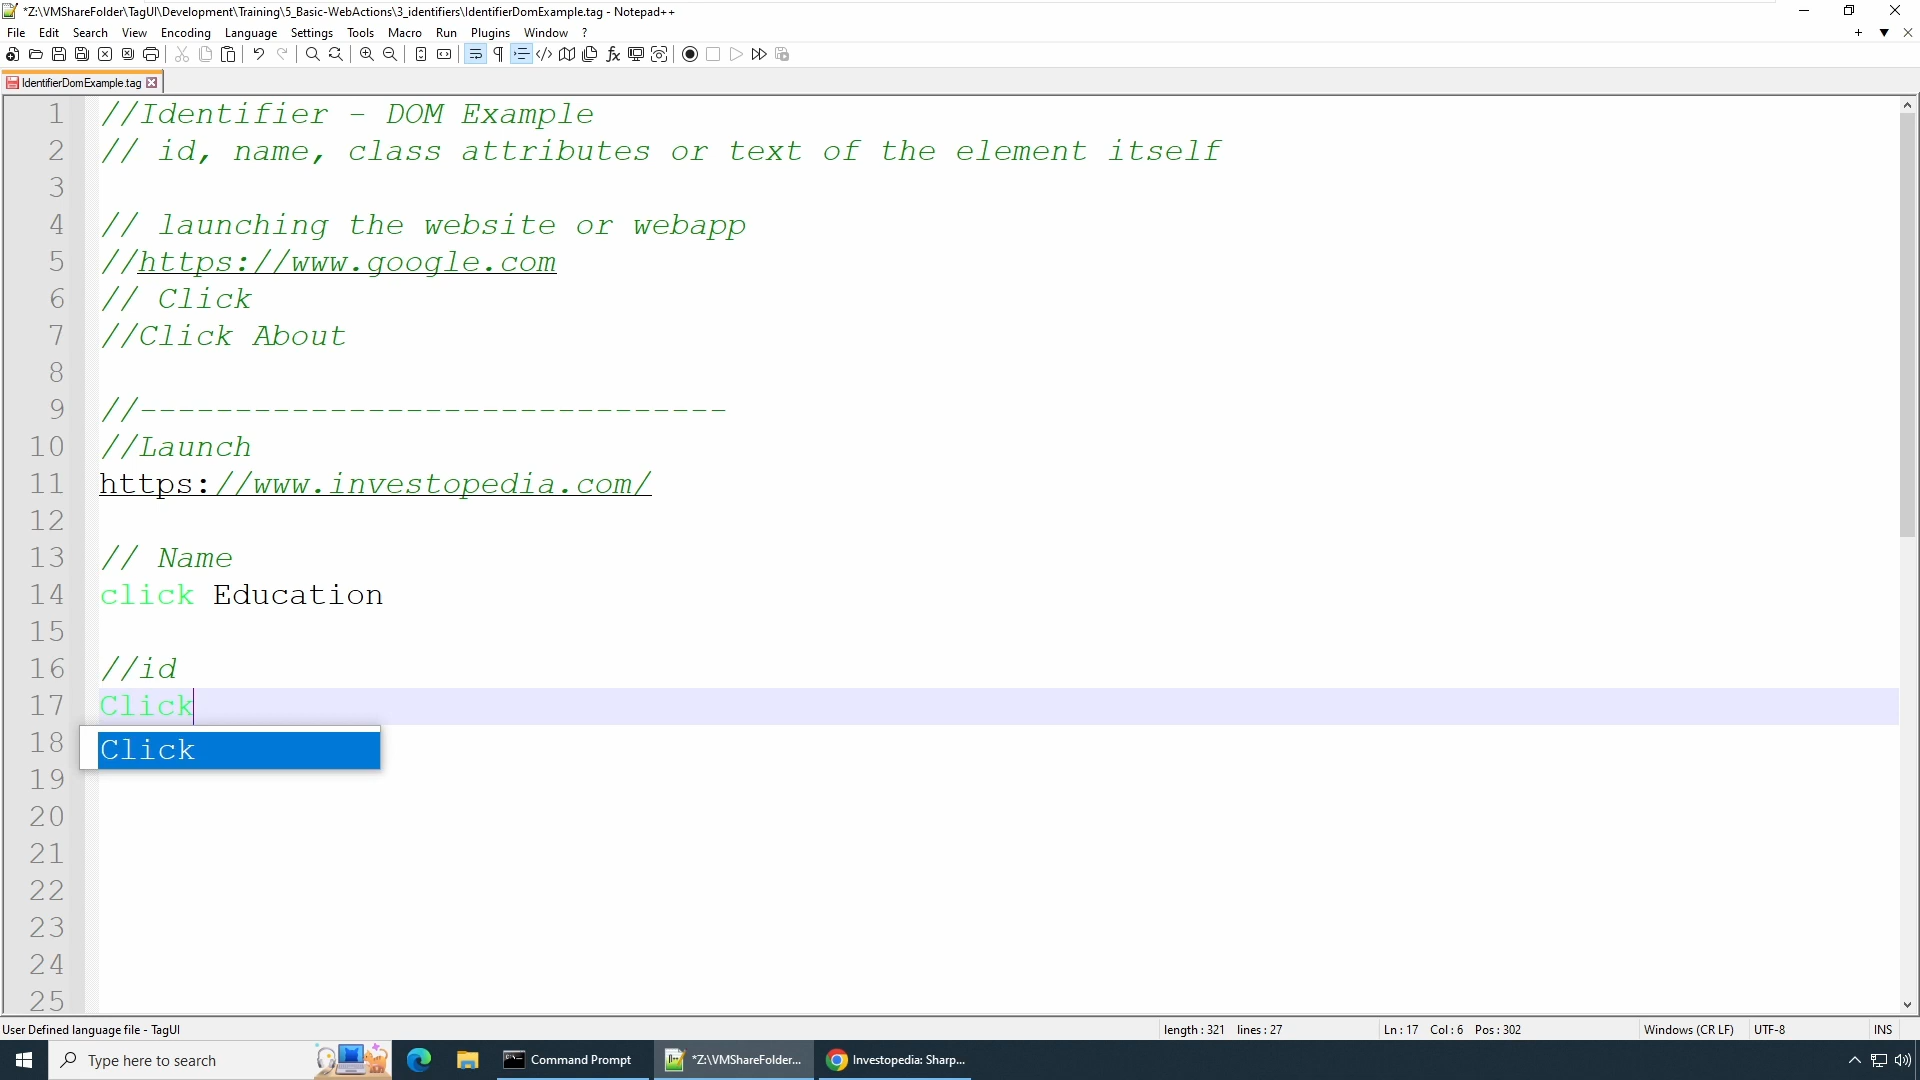 *Z:\VMShareFolder\TagUI\Development\Training\5_Basic-WebActions\3_identifiers\IdentifierDomExample.tag - Notepad++
File Edit Search View Encoding Language Settings Tools Macro Run Plugins Window ?
IdentifierDomExample.tag
1 //Identifier - DOM Example
2 // id, name, class attributes or text of the element itself
3
4 // launching the website or webapp
5 //https://www.google.com
6 // Click
7 //Click About
8
9 //-------------------------------
10 //Launch
11 https://www.investopedia.com/
12
13 // Name
14 click Education
15
16 //id
17 Click
18 Click
19
20
21
22
23
24
25
User Defined language file - TagUI length : 321 lines : 27 Ln : 17 Col : 6 Pos : 302 Windows (CR LF) UTF-8 INS
Type here to search Command Prompt *Z:\VMShareFolder... Investopedia: Sharp...